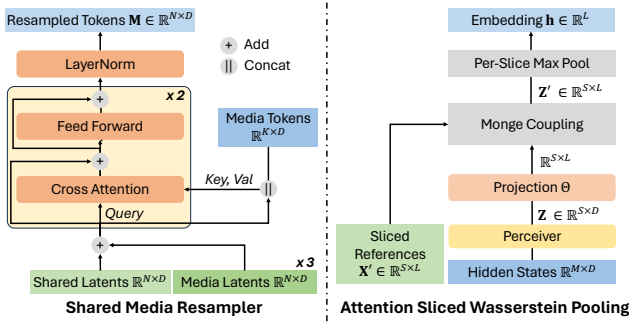 Resampled Tokens M ∈ ℝ^{N×D}
LayerNorm
+ Add
|| Concat
x 2
+
Feed Forward
Media Tokens
ℝ^{K×D}
+
Cross Attention
Key, Val
||
Query
+
x 3
Shared Latents ℝ^{N×D}
Media Latents ℝ^{N×D}
Shared Media Resampler
Embedding h ∈ ℝ^L
Per-Slice Max Pool
Z′ ∈ ℝ^{S×L}
Monge Coupling
ℝ^{S×L}
Projection Θ
Z ∈ ℝ^{S×D}
Sliced
References
X′ ∈ ℝ^{S×L}
Perceiver
Hidden States ℝ^{M×D}
Attention Sliced Wasserstein Pooling